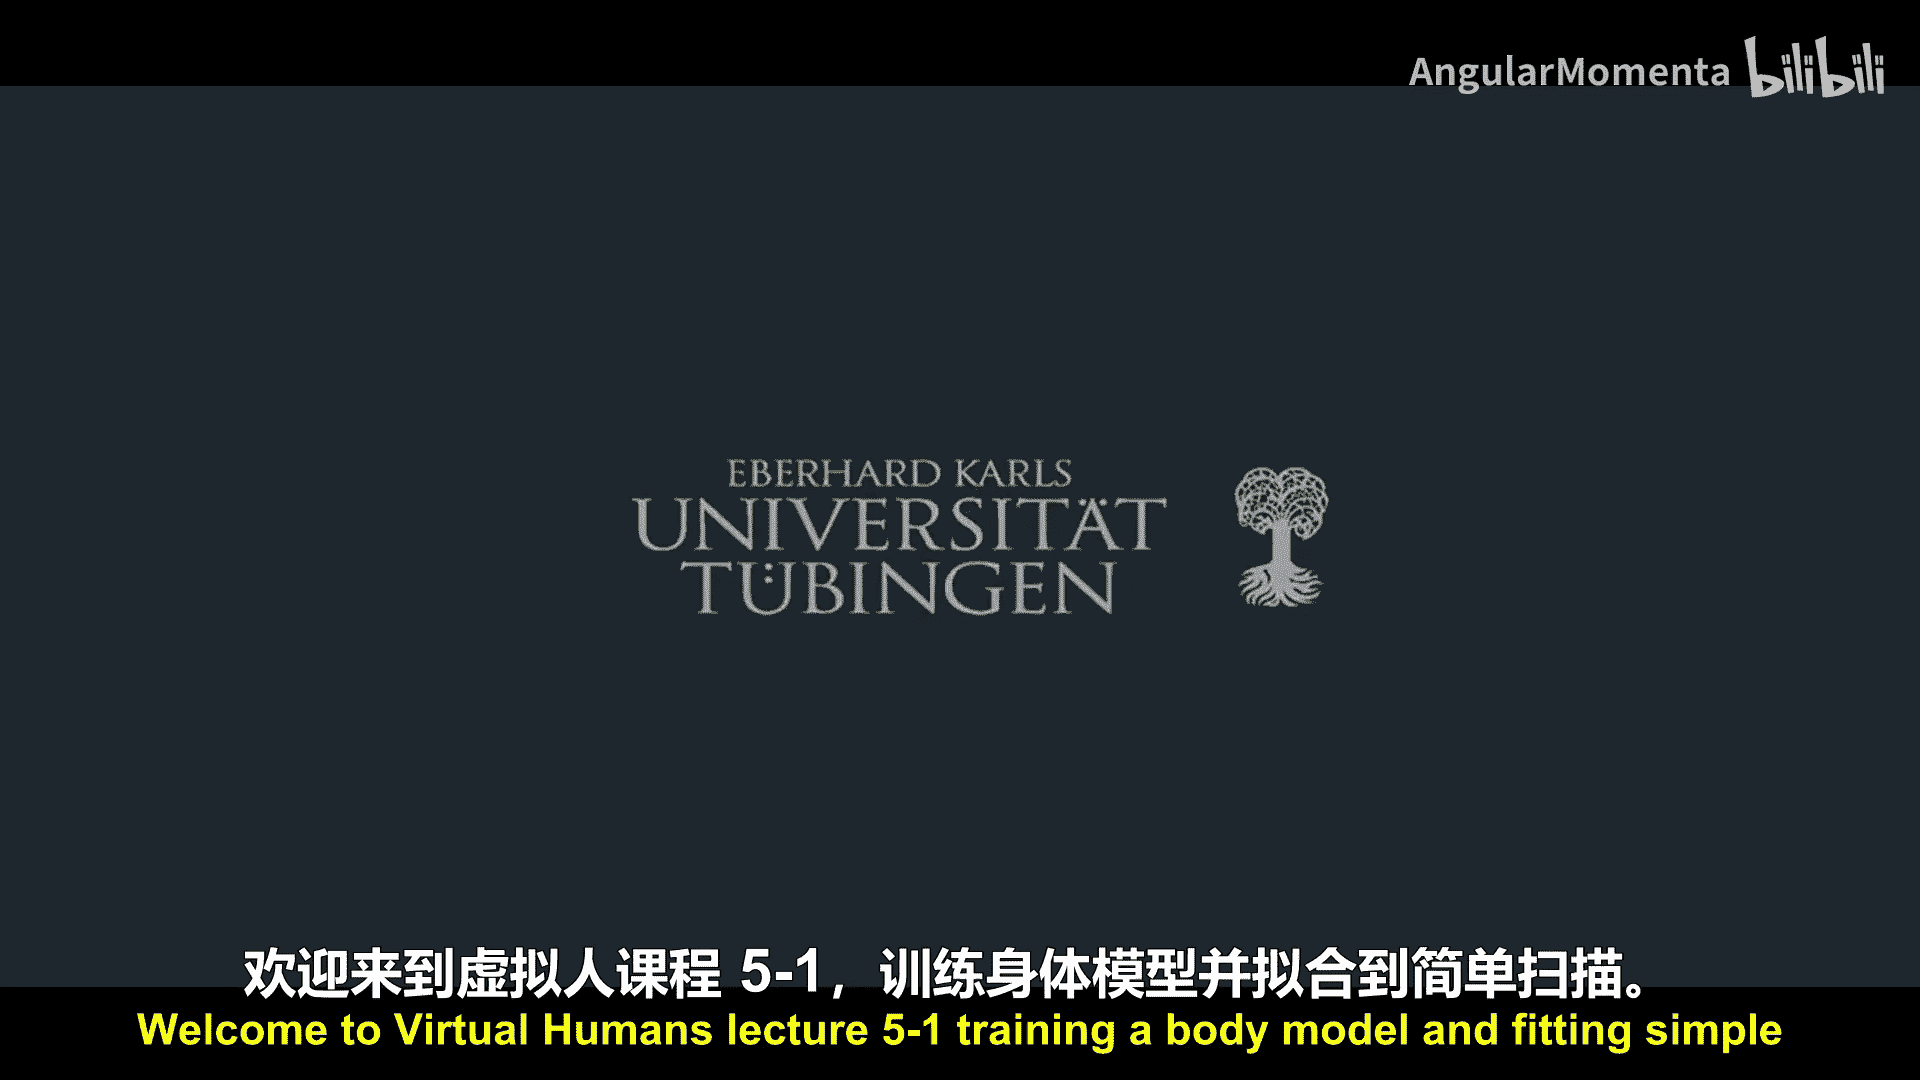 AngularMomenta bilibili
EBERHARD KARLS
UNIVERSITÄT
TÜBINGEN
欢迎来到虚拟人课程 5-1，训练身体模型并拟合到简单扫描。
Welcome to Virtual Humans lecture 5-1 training a body model and fitting simple